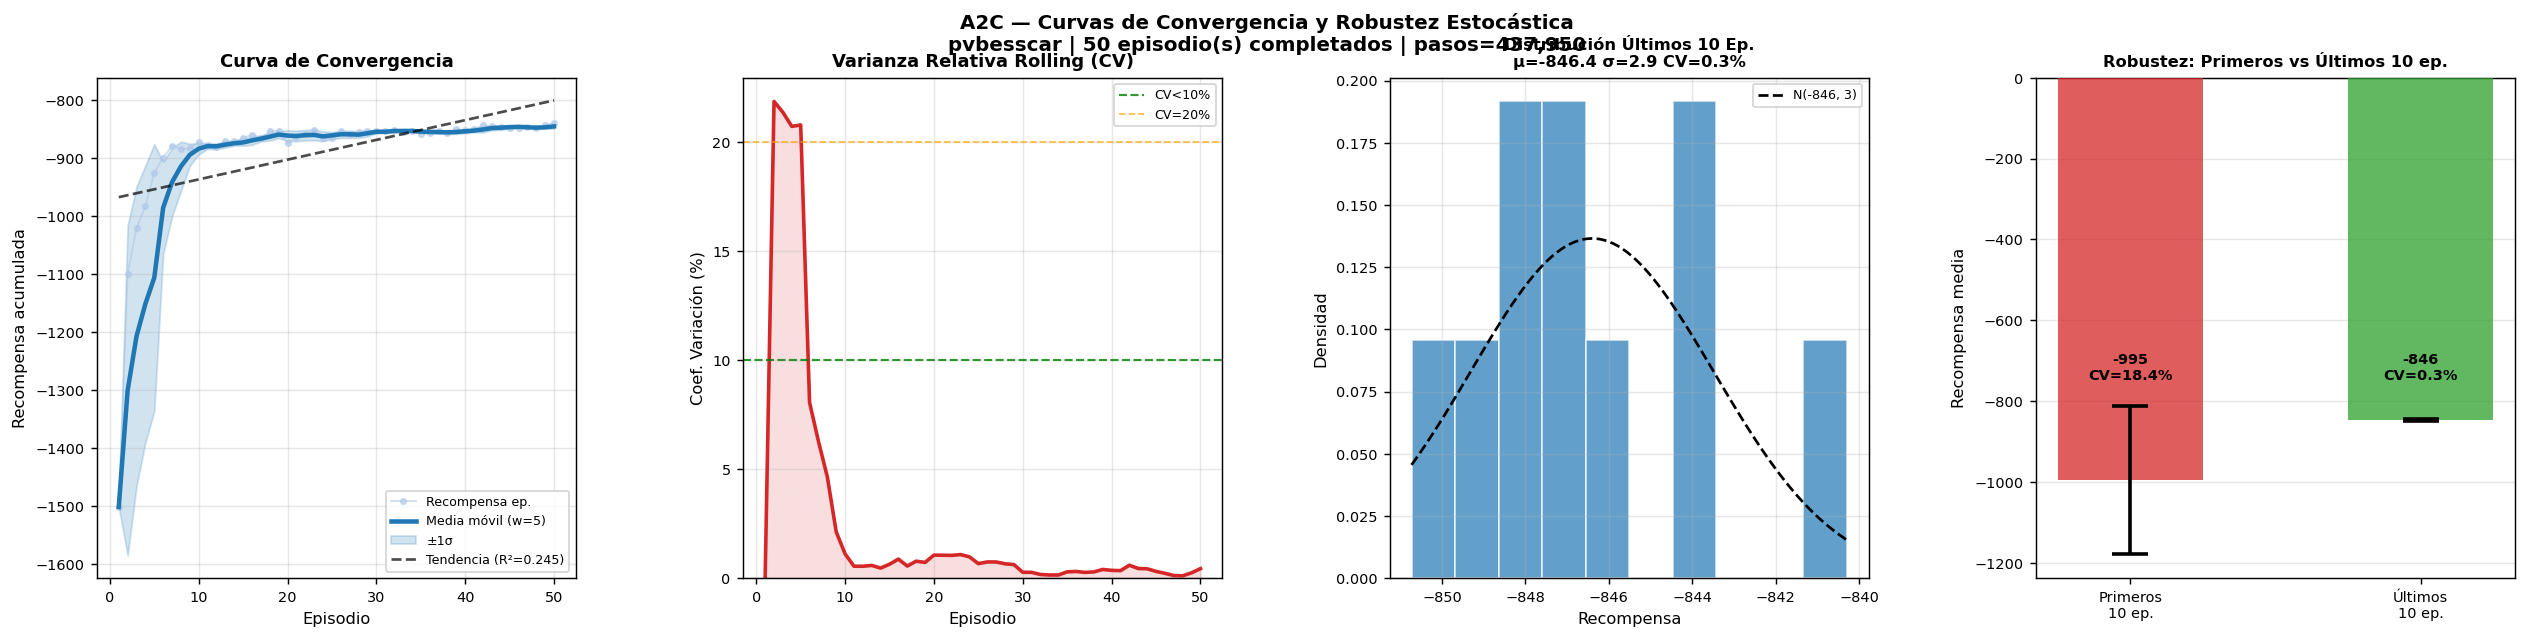 A2C — Curvas de Convergencia y Robustez Estocástica
pvbesscar | 50 episodio(s) completados | pasos=437,950
Curva de Convergencia
−800
−900
−1000
−1100
−1200
−1300
−1400
−1500
−1600
Recompensa acumulada
Recompensa ep.
Media móvil (w=5)
±1σ
Tendencia (R²=0.245)
0 10 20 30 40 50
Episodio
Varianza Relativa Rolling (CV)
CV<10%
CV=20%
20
15
10
5
0
Coef. Variación (%)
0 10 20 30 40 50
Episodio
Distribución Últimos 10 Ep.
μ=-846.4 σ=2.9 CV=0.3%
N(-846, 3)
0.200
0.175
0.150
0.125
0.100
0.075
0.050
0.025
0.000
Densidad
−850 −848 −846 −844 −842 −840
Recompensa
Robustez: Primeros vs Últimos 10 ep.
0
−200
−400
−600
−800
−1000
−1200
Recompensa media
-995
CV=18.4%
-846
CV=0.3%
Primeros
10 ep.
Últimos
10 ep.